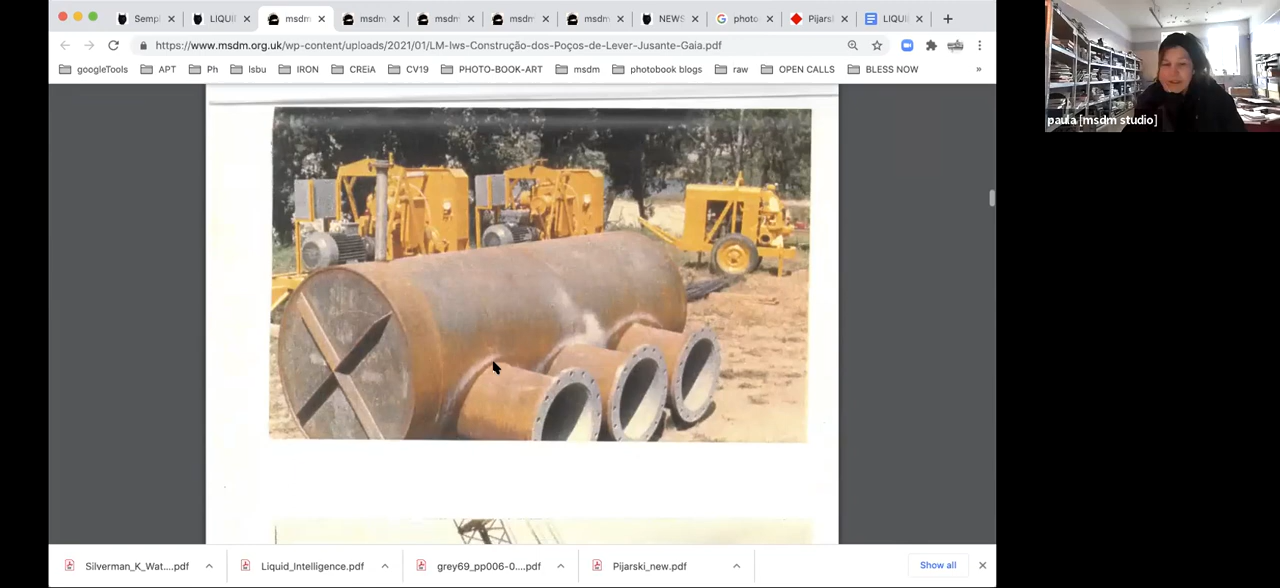 Sempi
LIQUI
msdm
msdm
msdm
msdm
msdm
NEWS
photo
Pijars
LIQUI
https://www.msdm.org.uk/wp-content/uploads/2021/01/LM-Iws-Construção-dos-Poços-de-Lever-Jusante-Gaia.pdf
googleTools
APT
Ph
Isbu
IRON
CREiA
CV19
PHOTO-BOOK-ART
msdm
photobook blogs
raw
OPEN CALLS
BLESS NOW
»
paula [msdm studio]
Silverman_K_Wat....pdf
Liquid_Intelligence.pdf
grey69_pp006-0....pdf
Pijarski_new.pdf
Show all